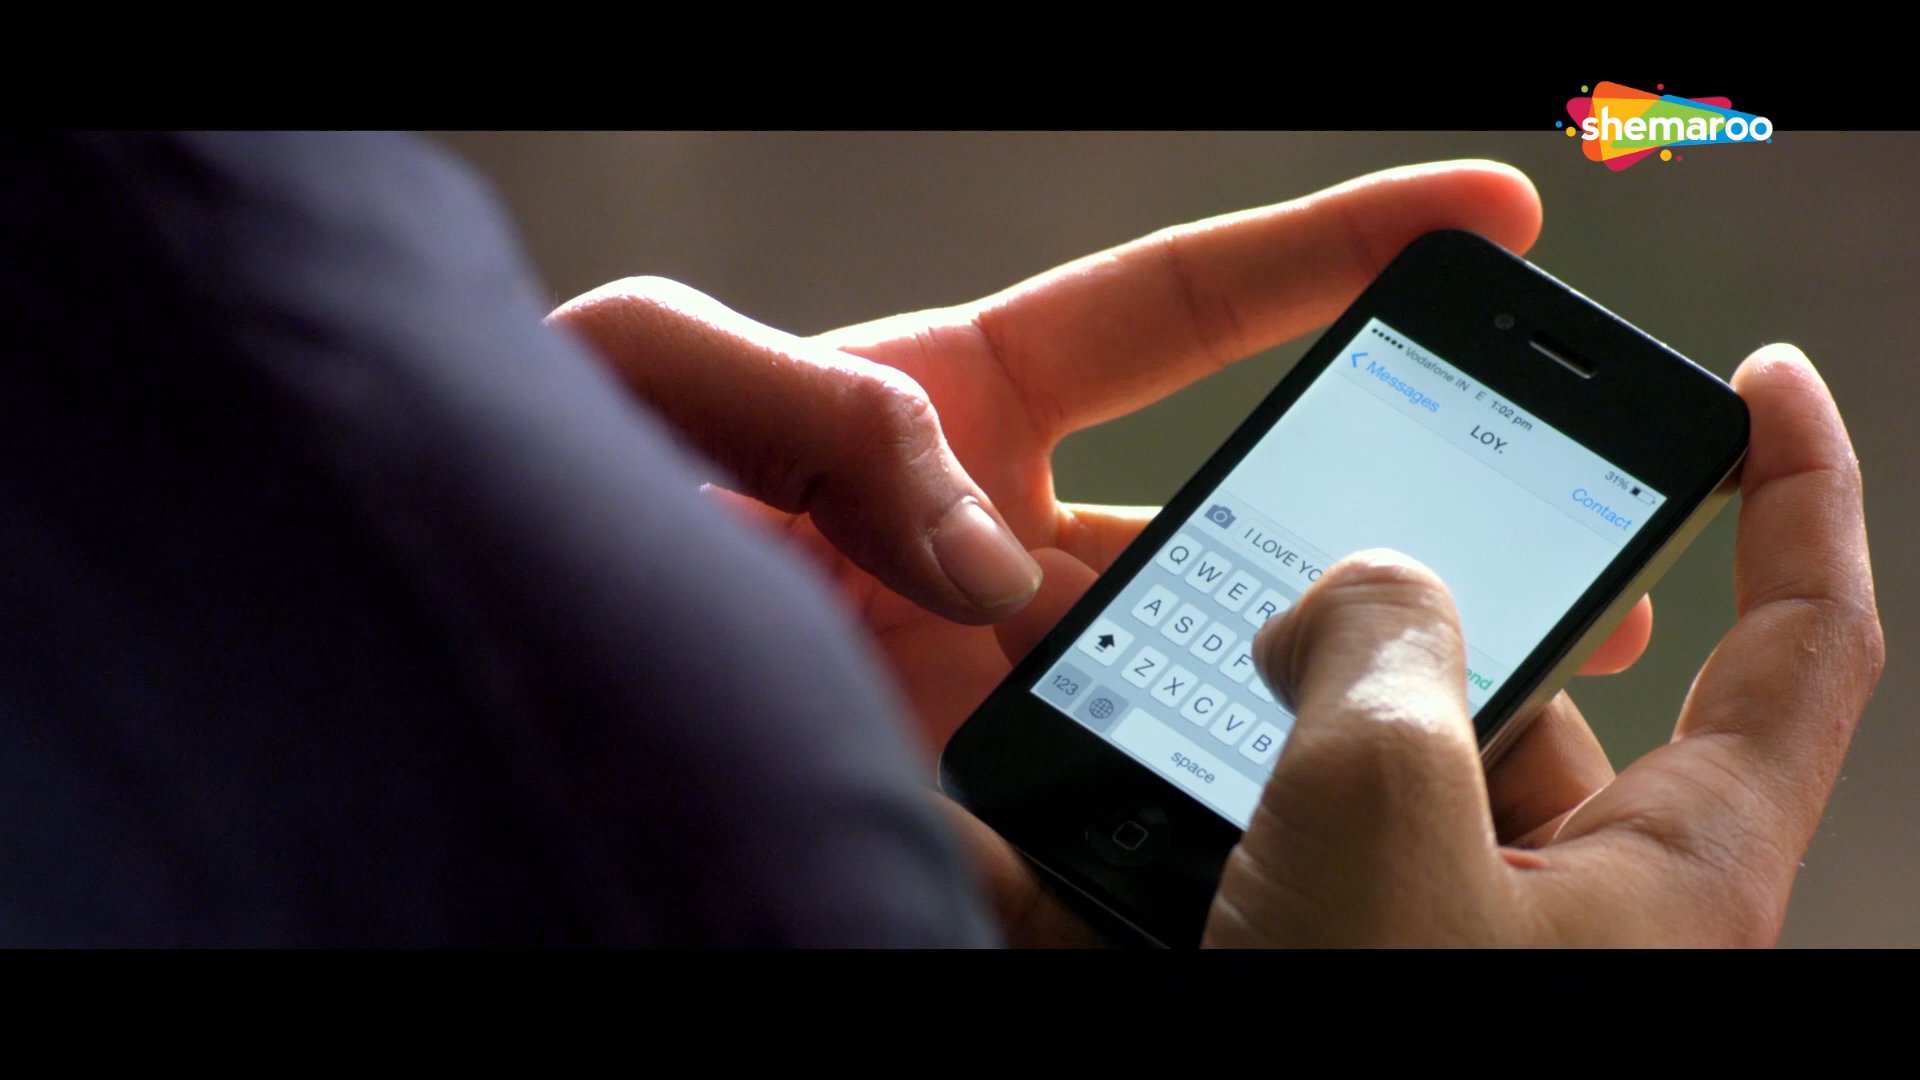 shemaroo
Vodafone IN E 1:02 pm 31%
Messages LOY. Contact
I LOVE YO
Q W E R
A S D F
Z X C V B
123 space